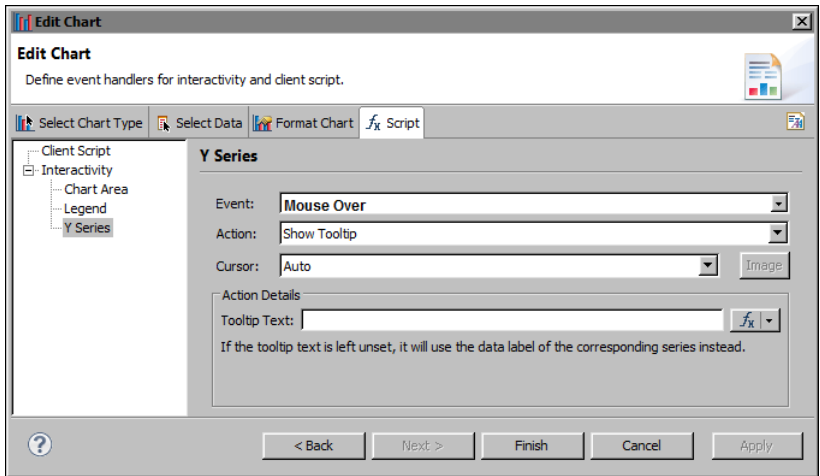 Edit Chart
Edit Chart
Define event handlers for interactivity and client script.
Select Chart Type Select Data Format Chart fx Script
Client Script
Interactivity
Chart Area
Legend
Y Series
Y Series
Event: Mouse Over
Action: Show Tooltip
Cursor: Auto Image
Action Details
Tooltip Text: fx
If the tooltip text is left unset, it will use the data label of the corresponding series instead.
? < Back Next > Finish Cancel Apply